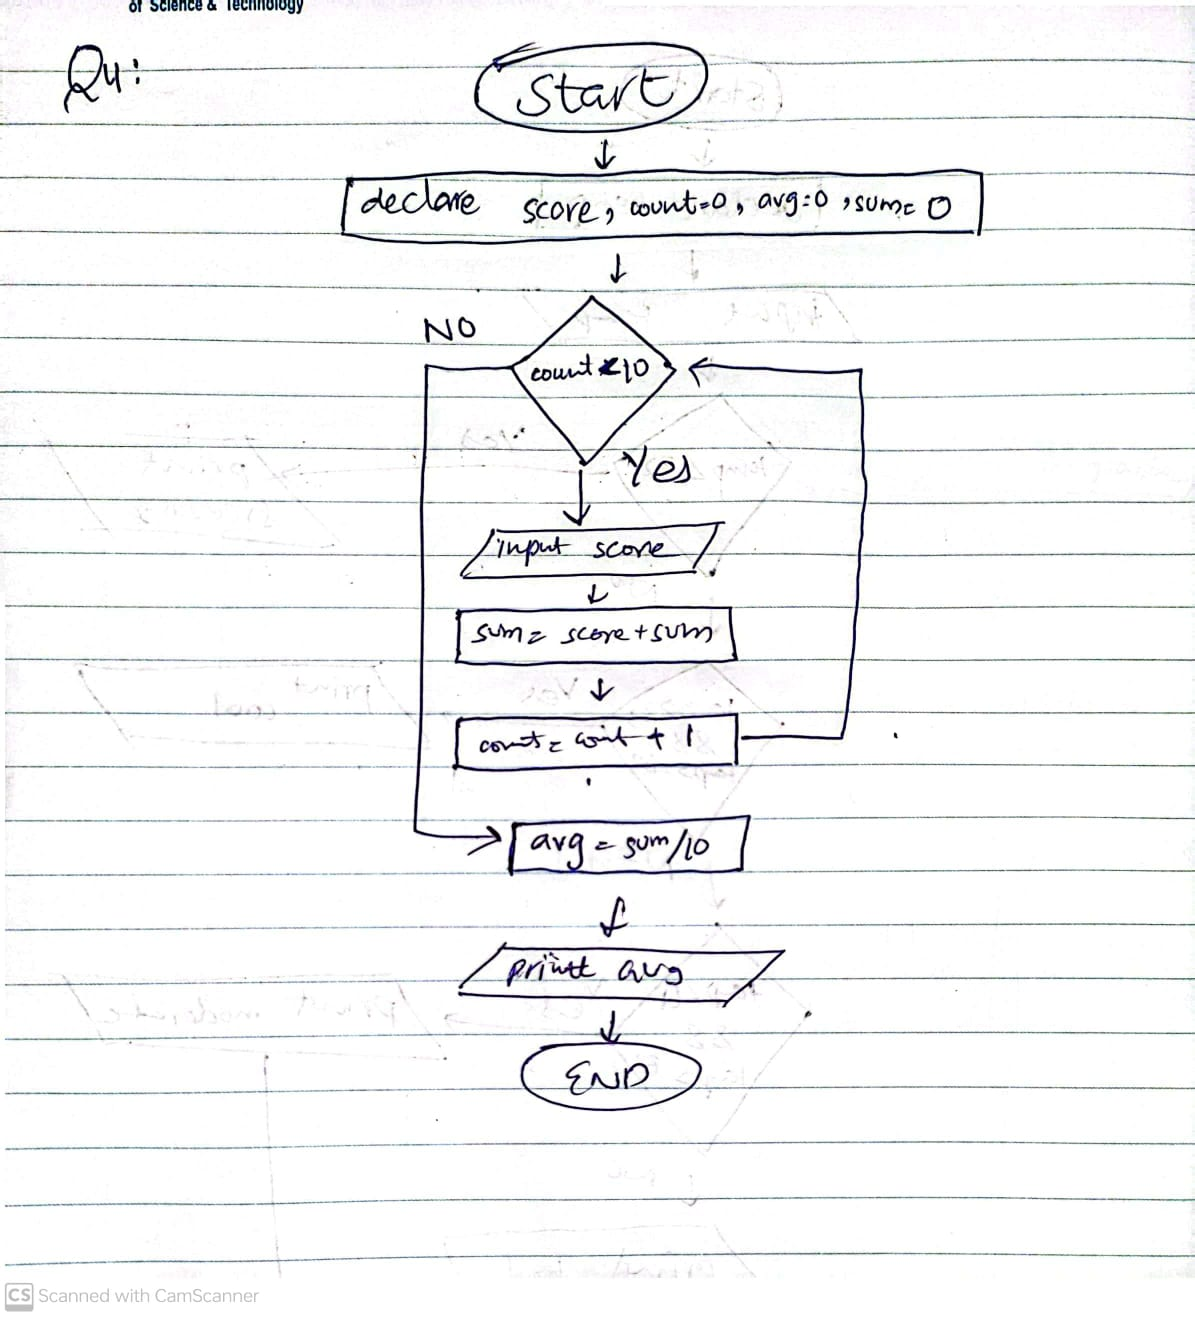 of Science & Technology
Q4:
Start
declare score, count=0, avg=0, sum=0
NO
count<10
Yes
input score
sum= score+sum
count= count + 1
avg = sum/10
print avg
END
CS Scanned with CamScanner